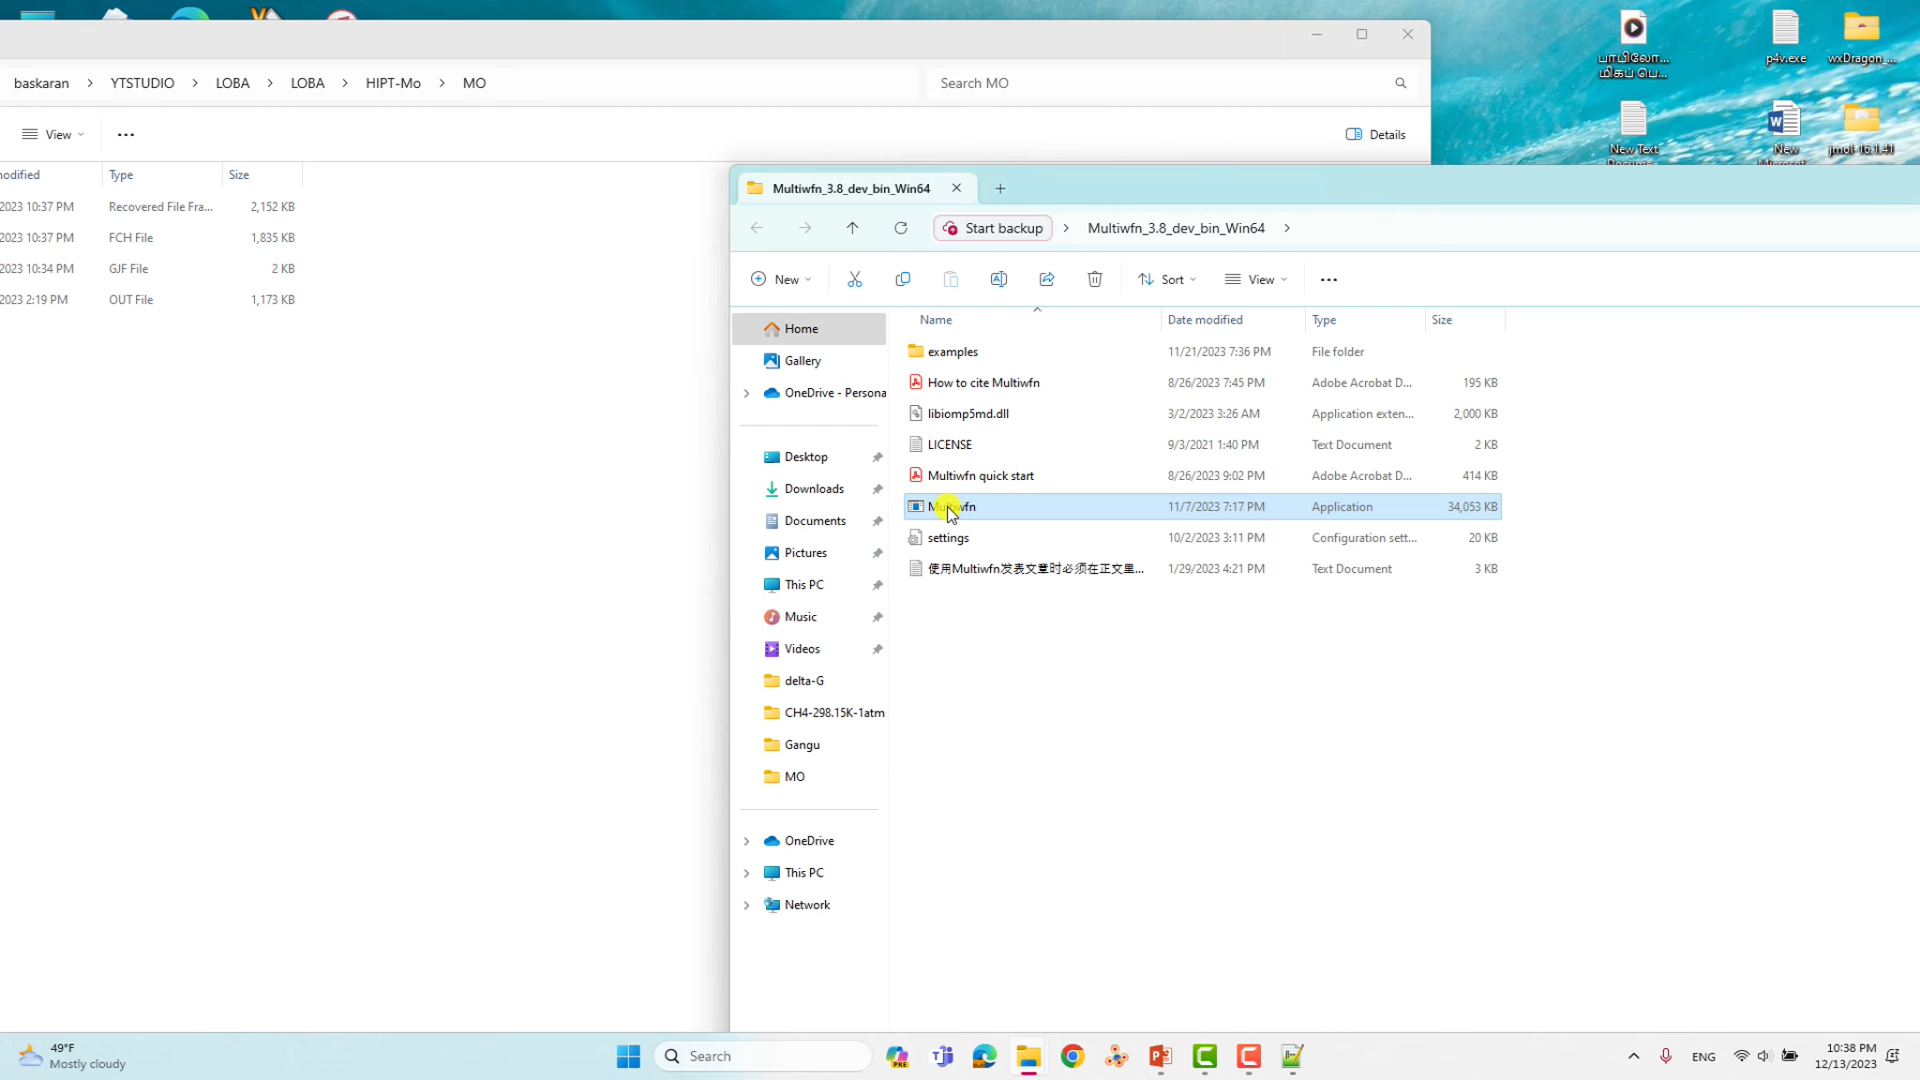 baskaran > YTSTUDIO > LOBA > LOBA > HIPT-Mo > MO
Search MO
View
Details
odified Type Size
2023 10:37 PM Recovered File Fra... 2,152 KB
2023 10:37 PM FCH File 1,835 KB
2023 10:34 PM GJF File 2 KB
2023 2:19 PM OUT File 1,173 KB
p4v.exe
wxDragon_...
New Text
New
jmol-16.1.41
Multiwfn_3.8_dev_bin_Win64
Start backup > Multiwfn_3.8_dev_bin_Win64 >
New Sort View
Name Date modified Type Size
examples 11/21/2023 7:36 PM File folder
How to cite Multiwfn 8/26/2023 7:45 PM Adobe Acrobat D... 195 KB
libiomp5md.dll 3/2/2023 3:26 AM Application exten... 2,000 KB
LICENSE 9/3/2021 1:40 PM Text Document 2 KB
Multiwfn quick start 8/26/2023 9:02 PM Adobe Acrobat D... 414 KB
Multiwfn 11/7/2023 7:17 PM Application 34,053 KB
settings 10/2/2023 3:11 PM Configuration sett... 20 KB
使用Multiwfn发表文章时必须在正文里... 1/29/2023 4:21 PM Text Document 3 KB
Home
Gallery
OneDrive - Persona
Desktop
Downloads
Documents
Pictures
This PC
Music
Videos
delta-G
CH4-298.15K-1atm
Gangu
MO
OneDrive
This PC
Network
49°F
Mostly cloudy
Search
PRE
ENG
10:38 PM
12/13/2023